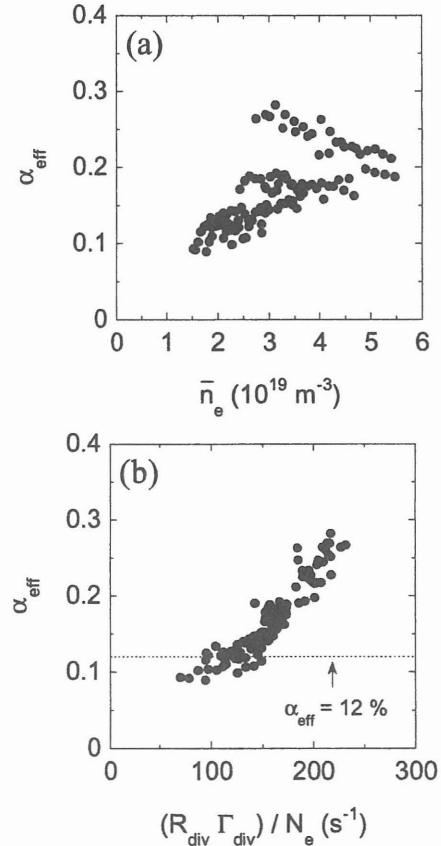 (a)
0.4
0.3
0.2
0.1
0
α_eff
0 1 2 3 4 5 6
n̄_e (10^19 m^-3)
(b)
0.4
0.3
0.2
0.1
0
α_eff
α_eff = 12 %
0 100 200 300
(R_div Γ_div) / N_e (s^-1)